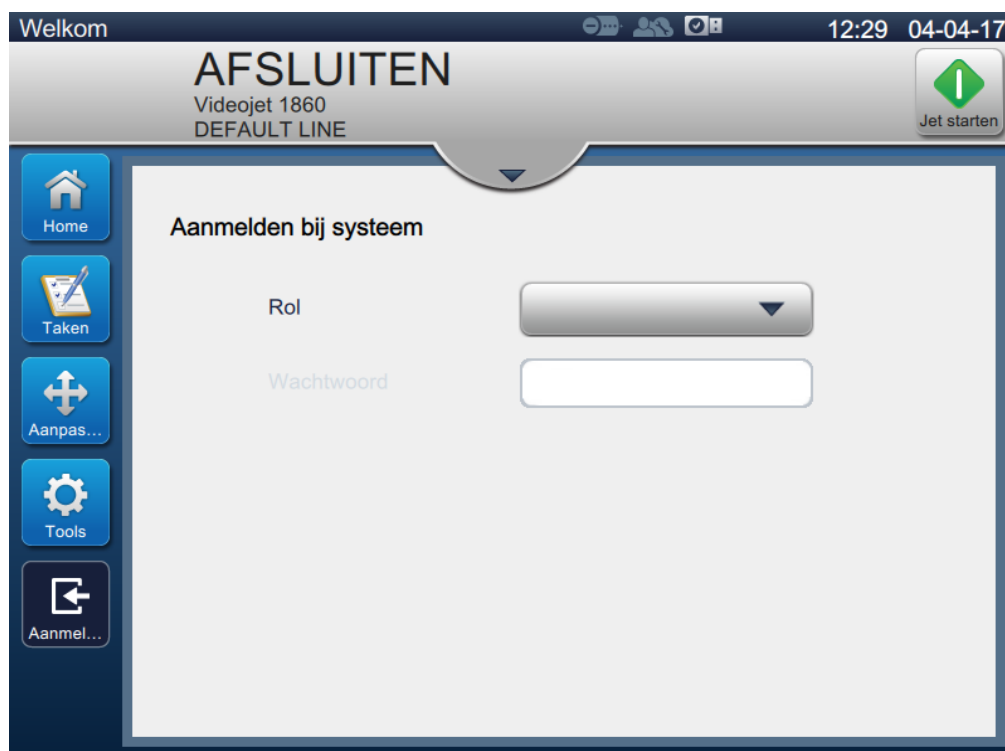 Welkom 12:29 04-04-17
AFSLUITEN
Videojet 1860
DEFAULT LINE
Jet starten
Home
Aanmelden bij systeem
Rol
Taken
Wachtwoord
Aanpas...
Tools
Aanmel...